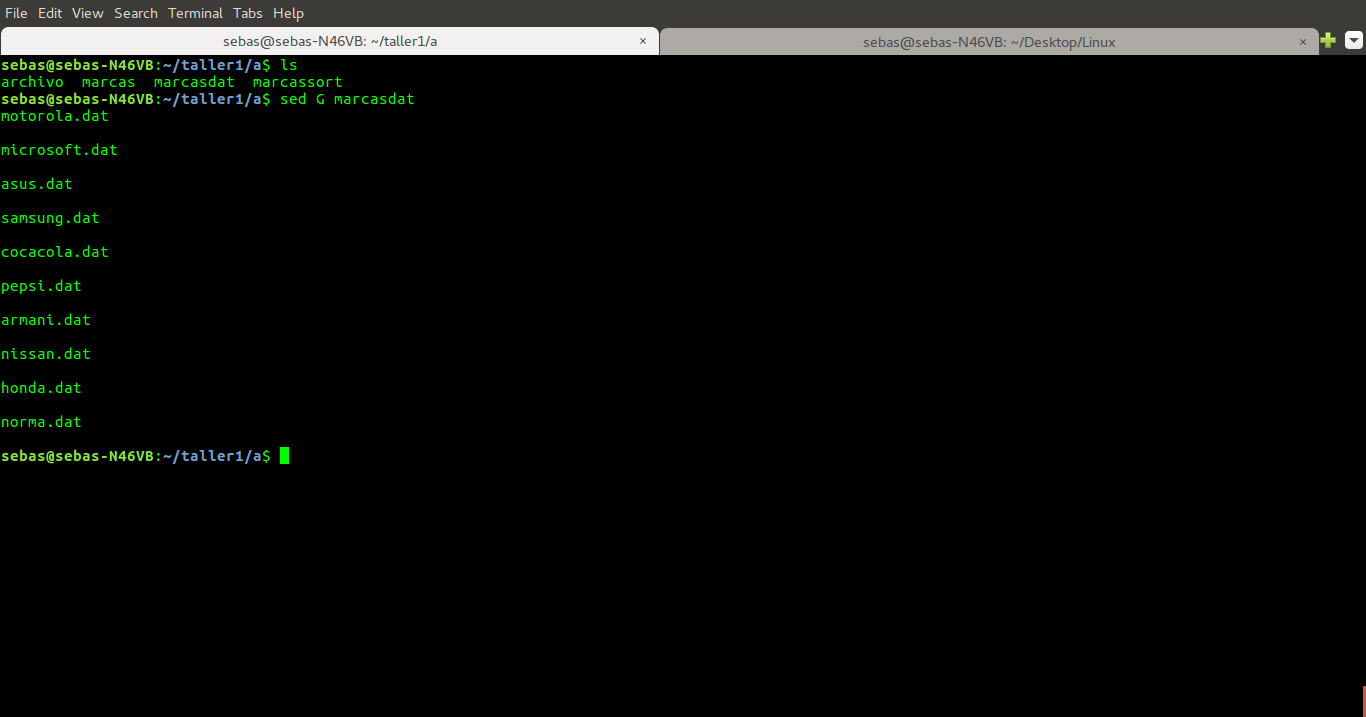 File Edit View Search Terminal Tabs Help
sebas@sebas-N46VB: ~/taller1/a × sebas@sebas-N46VB: ~/Desktop/Linux ×
sebas@sebas-N46VB:~/taller1/a$ ls
archivo  marcas  marcasdat  marcassort
sebas@sebas-N46VB:~/taller1/a$ sed G marcasdat
motorola.dat
microsoft.dat
asus.dat
samsung.dat
cocacola.dat
pepsi.dat
armani.dat
nissan.dat
honda.dat
norma.dat
sebas@sebas-N46VB:~/taller1/a$